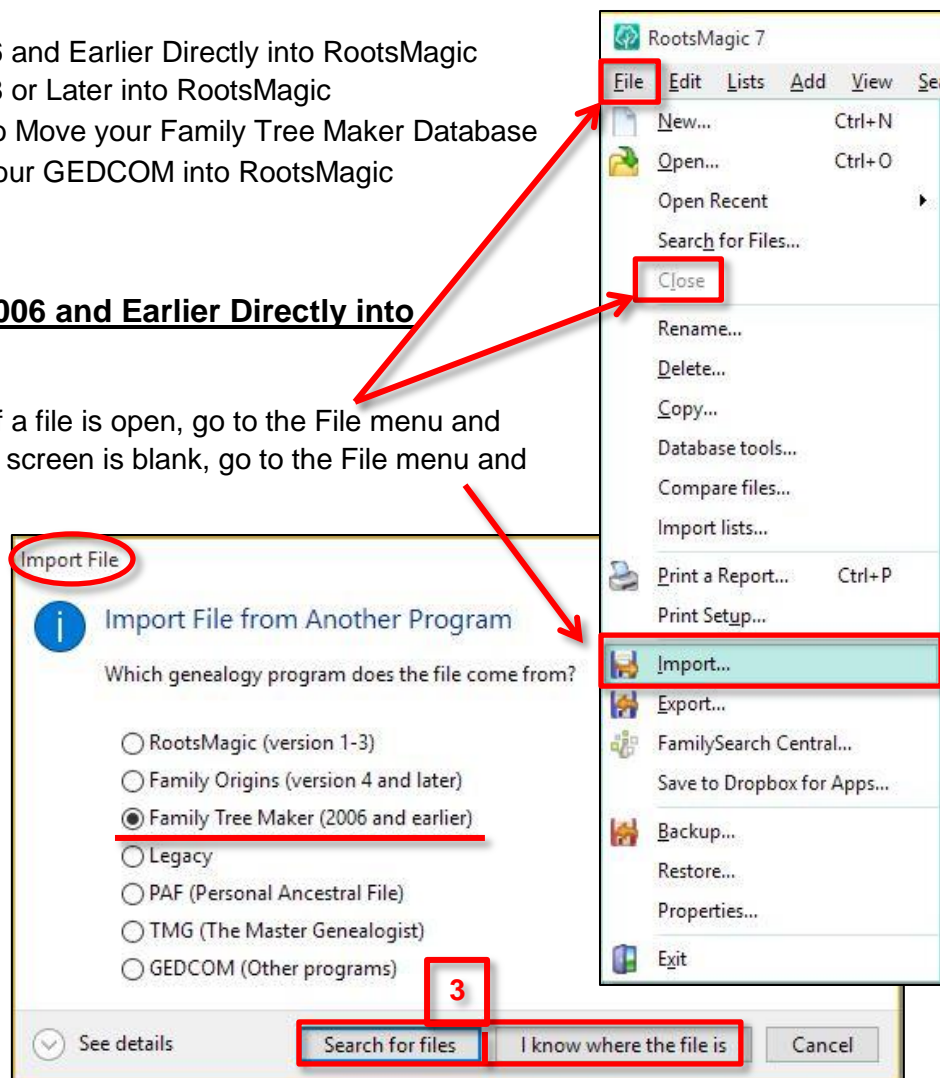 6 and Earlier Directly into RootsMagic
or Later into RootsMagic
Move your Family Tree Maker Database
our GEDCOM into RootsMagic
006 and Earlier Directly into
a file is open, go to the File menu and
screen is blank, go to the File menu and
RootsMagic 7
File Edit Lists Add View
New... Ctrl+N
Open... Ctrl+O
Open Recent
Search for Files...
Close
Rename...
Delete...
Copy...
Database tools...
Compare files...
Import lists...
Print a Report... Ctrl+P
Print Setup...
Import...
Export...
FamilySearch Central...
Save to Dropbox for Apps...
Backup...
Restore...
Properties...
Exit
Import File
Import File from Another Program
Which genealogy program does the file come from?
RootsMagic (version 1-3)
Family Origins (version 4 and later)
Family Tree Maker (2006 and earlier)
Legacy
PAF (Personal Ancestral File)
TMG (The Master Genealogist)
GEDCOM (Other programs)
3
See details Search for files I know where the file is Cancel